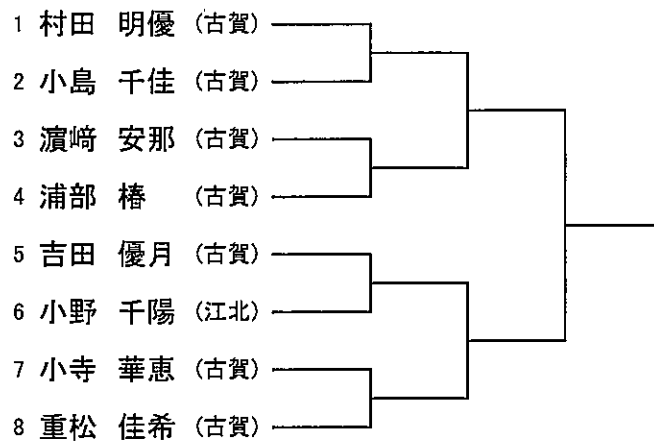 1 村田 明優 (古賀)
2 小島 千佳 (古賀)
3 濵﨑 安那 (古賀)
4 浦部 椿 (古賀)
5 吉田 優月 (古賀)
6 小野 千陽 (江北)
7 小寺 華恵 (古賀)
8 重松 佳希 (古賀)